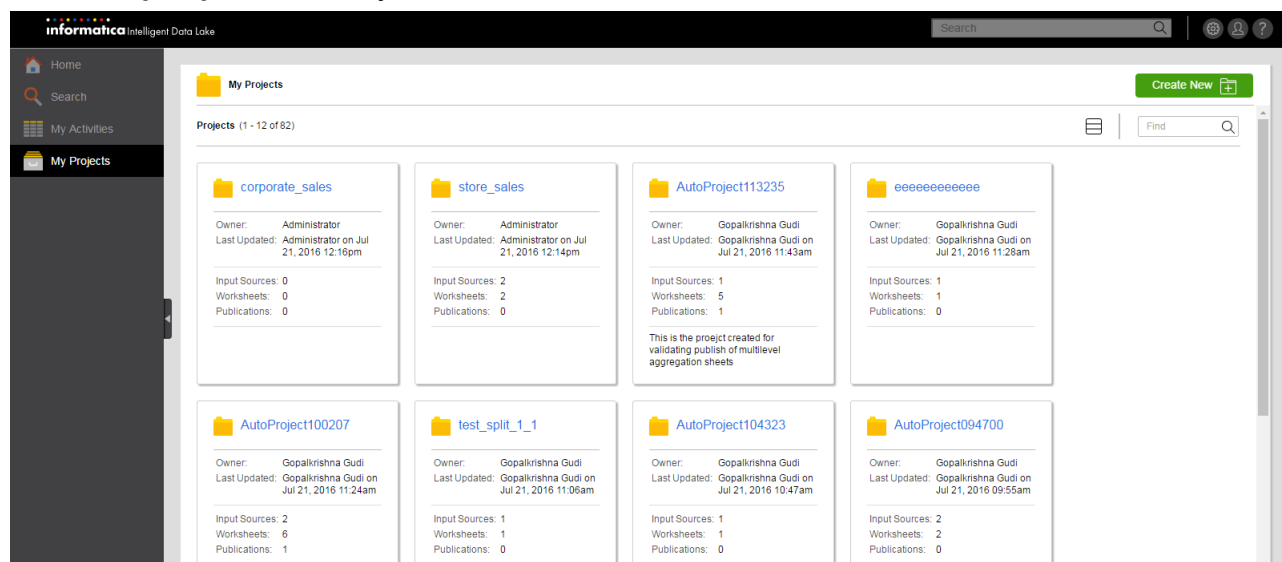 informatica Intelligent Data Lake
Search
?
Home
Search
My Activities
My Projects
My Projects
Create New
Projects (1 - 12 of 82)
Find
corporate_sales
Owner: Administrator
Last Updated: Administrator on Jul
21, 2016 12:16pm
Input Sources: 0
Worksheets: 0
Publications: 0
store_sales
Owner: Administrator
Last Updated: Administrator on Jul
21, 2016 12:14pm
Input Sources: 2
Worksheets: 2
Publications: 0
AutoProject113235
Owner: Gopalkrishna Gudi
Last Updated: Gopalkrishna Gudi on
Jul 21, 2016 11:43am
Input Sources: 1
Worksheets: 5
Publications: 1
This is the proejct created for
validating publish of multilevel
aggregation sheets
eeeeeeeeeeee
Owner: Gopalkrishna Gudi
Last Updated: Gopalkrishna Gudi on
Jul 21, 2016 11:28am
Input Sources: 1
Worksheets: 1
Publications: 0
AutoProject100207
Owner: Gopalkrishna Gudi
Last Updated: Gopalkrishna Gudi on
Jul 21, 2016 11:24am
Input Sources: 2
Worksheets: 6
Publications: 1
test_split_1_1
Owner: Gopalkrishna Gudi
Last Updated: Gopalkrishna Gudi on
Jul 21, 2016 11:06am
Input Sources: 1
Worksheets: 1
Publications: 0
AutoProject104323
Owner: Gopalkrishna Gudi
Last Updated: Gopalkrishna Gudi on
Jul 21, 2016 10:47am
Input Sources: 1
Worksheets: 1
Publications: 0
AutoProject094700
Owner: Gopalkrishna Gudi
Last Updated: Gopalkrishna Gudi on
Jul 21, 2016 09:55am
Input Sources: 2
Worksheets: 2
Publications: 0